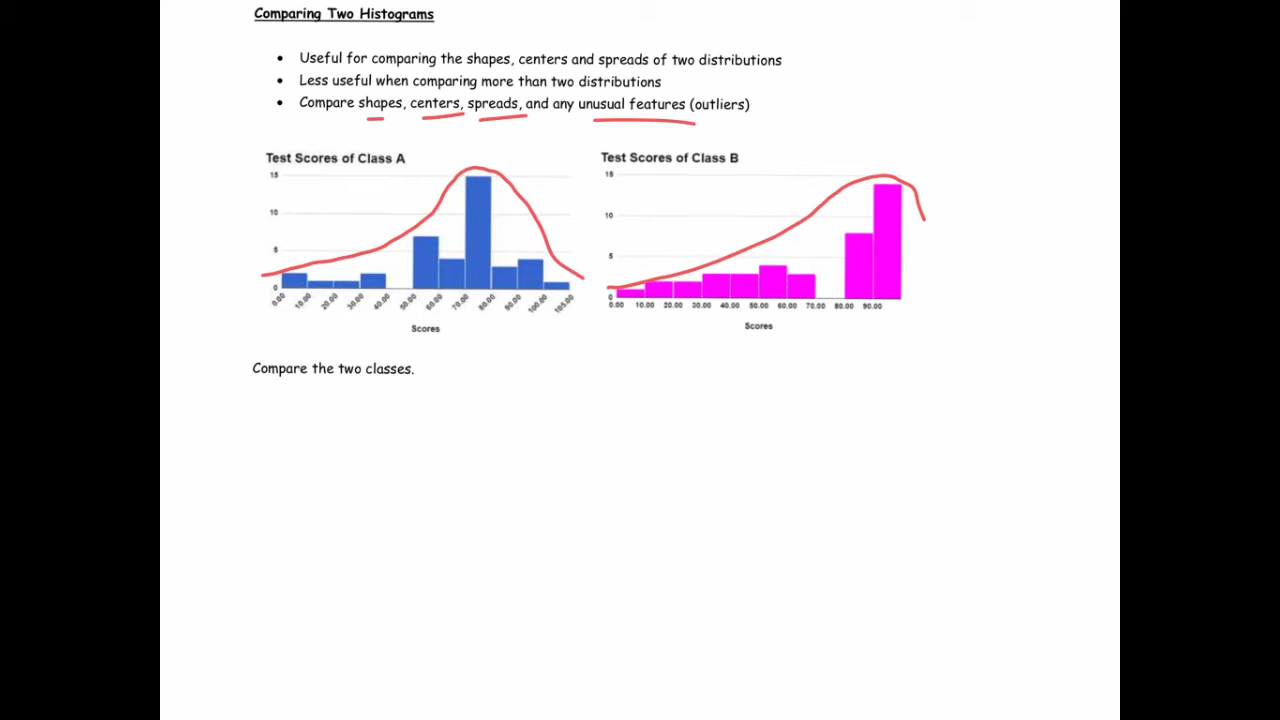 Comparing Two Histograms
• Useful for comparing the shapes, centers and spreads of two distributions
• Less useful when comparing more than two distributions
• Compare shapes, centers, spreads, and any unusual features (outliers)
Test Scores of Class A
15
10
5
0
0.00 10.00 20.00 30.00 40.00 50.00 60.00 70.00 80.00 90.00 100.00 105.00
Scores
Test Scores of Class B
15
10
5
0
0.00 10.00 20.00 30.00 40.00 50.00 60.00 70.00 80.00 90.00
Scores
Compare the two classes.